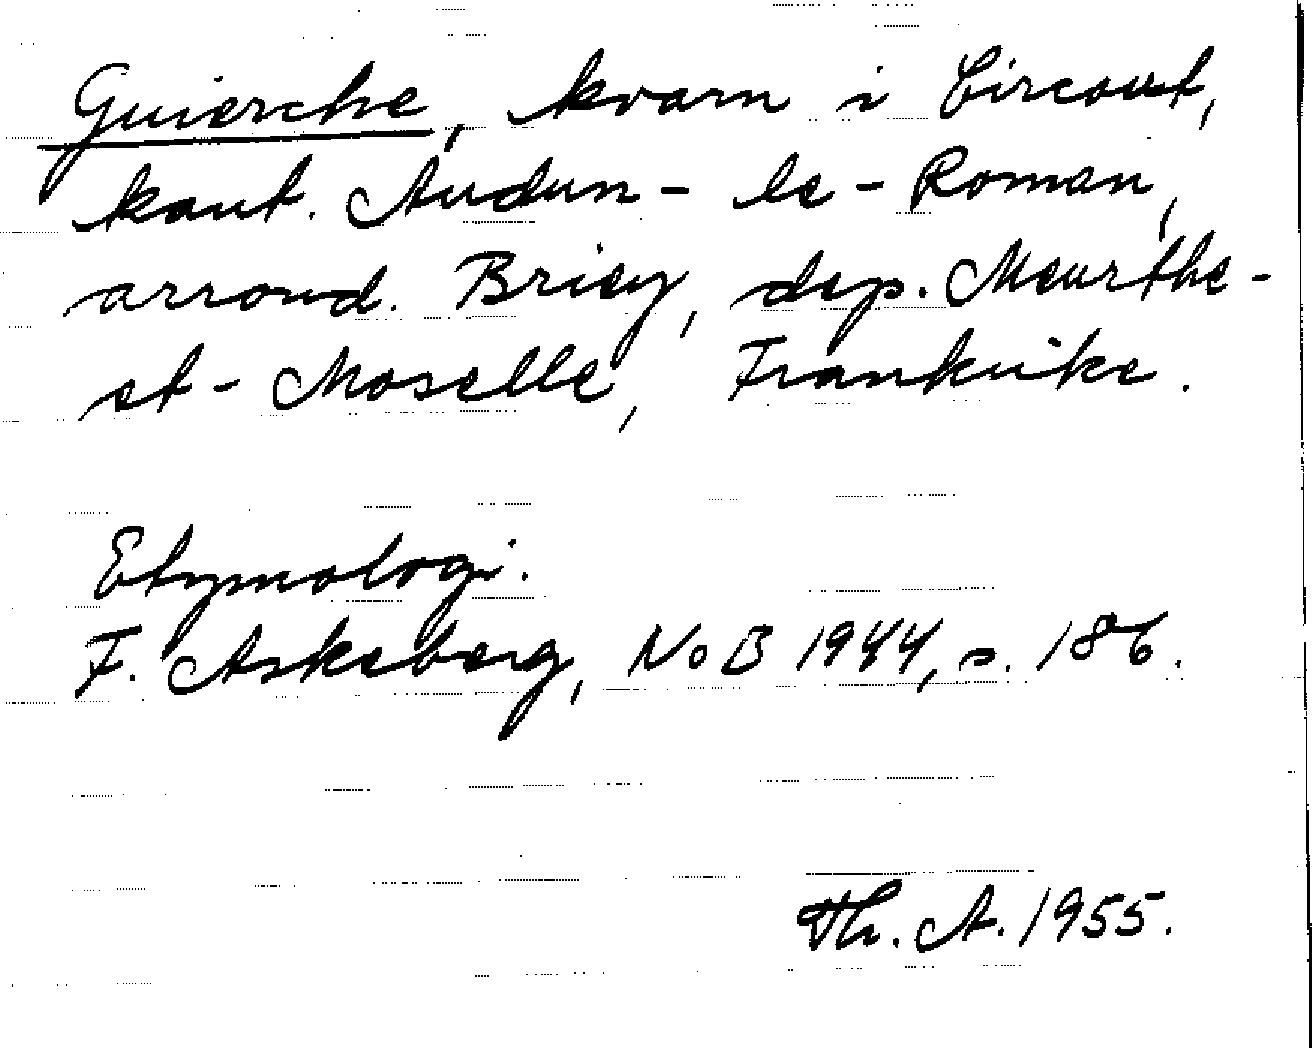 Guierche, kvarn i Circourt,
kant. Audun-le-Roman,
arrond. Briey, dep. Meurthe-
et-Moselle, Frankrike.
Etymologi.
F. Askeberg, NoB 1944, s. 186.
Th. A. 1955.